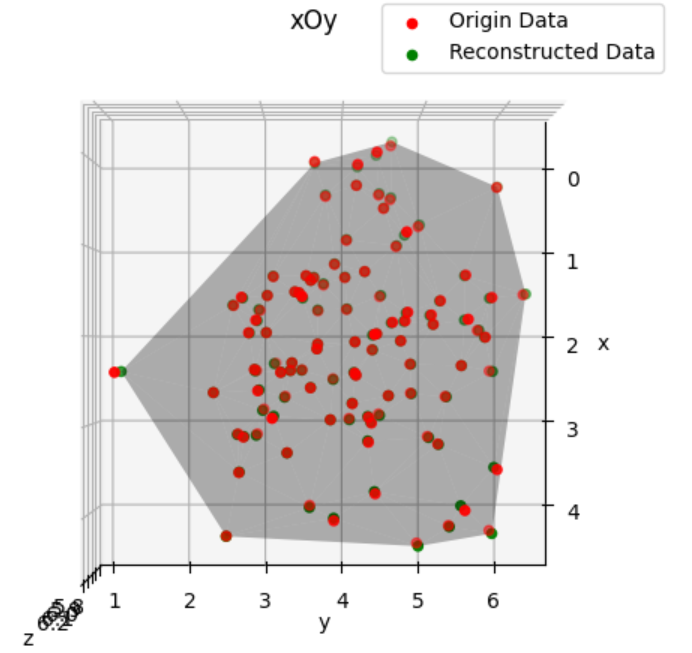 xOy
Origin Data
Reconstructed Data
0
1
2
x
3
4
1 2 3 4 5 6
y
z